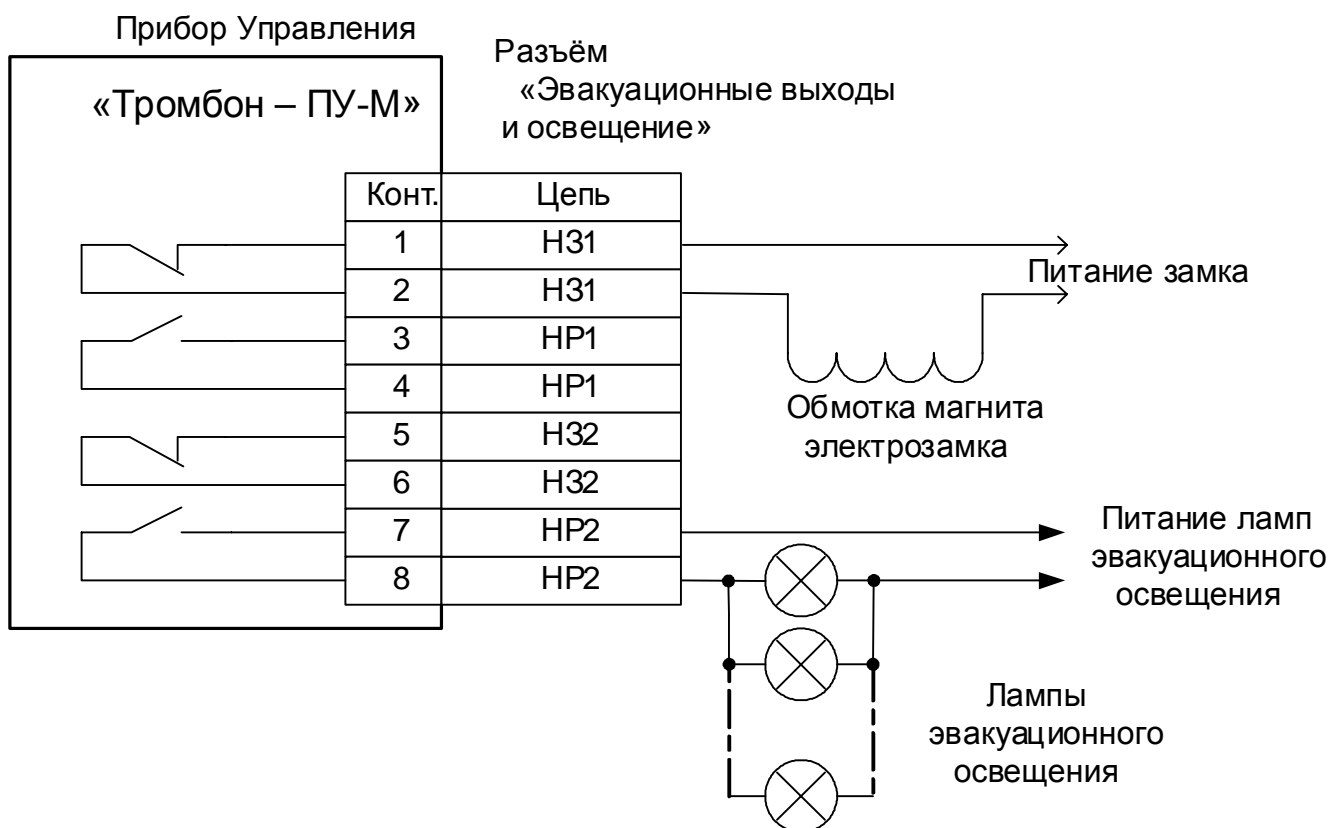 Прибор Управления
«Тромбон – ПУ-М»
Разъём
«Эвакуационные выходы
и освещение»
Конт. Цепь
1 НЗ1
2 НЗ1
3 НР1
4 НР1
5 НЗ2
6 НЗ2
7 НР2
8 НР2
Питание замка
Обмотка магнита
электрозамка
Питание ламп
эвакуационного
освещения
Лампы
эвакуационного
освещения